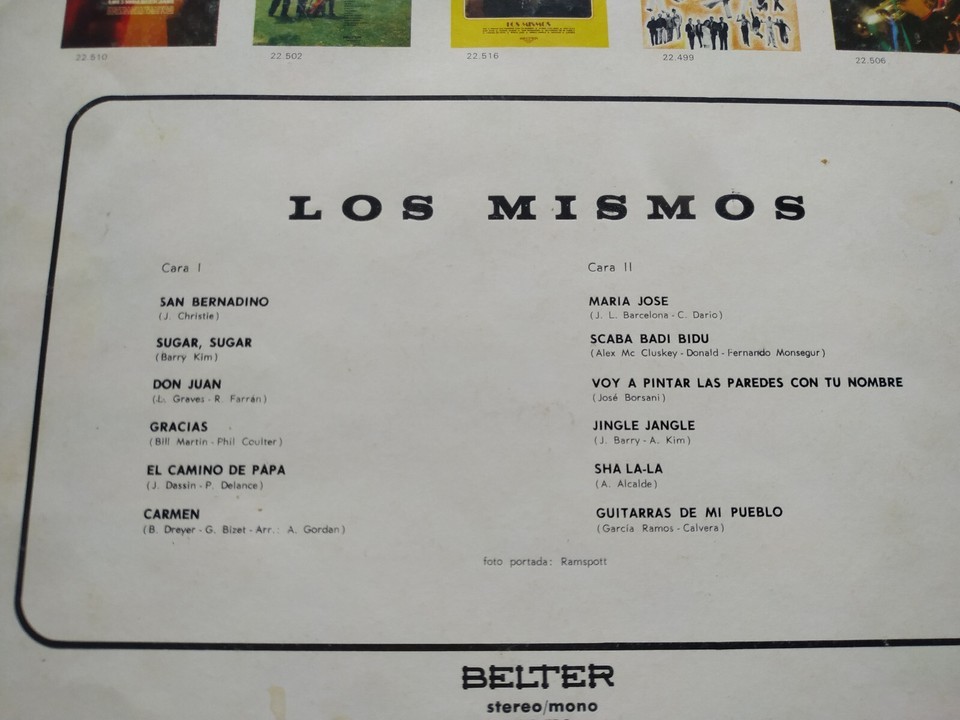 LOS MISMOS
BELTER
22.510
22.502
22.516
22.499
22.506
LOS MISMOS
Cara I
SAN BERNADINO
(J. Christie)
SUGAR, SUGAR
(Barry Kim)
DON JUAN
(L. Graves - R. Farrán)
GRACIAS
(Bill Martin - Phil Coulter)
EL CAMINO DE PAPA
(J. Dassin - P. Delance)
CARMEN
(B. Dreyer - G. Bizet - Arr.: A. Gordan)
Cara II
MARIA JOSE
(J. L. Barcelona - C. Dario)
SCABA BADI BIDU
(Alex Mc Cluskey - Donald - Fernando Monsegur)
VOY A PINTAR LAS PAREDES CON TU NOMBRE
(José Borsani)
JINGLE JANGLE
(J. Barry - A. Kim)
SHA LA-LA
(A. Alcalde)
GUITARRAS DE MI PUEBLO
(García Ramos - Calvera)
foto portada: Ramspott
BELTER
stereo/mono